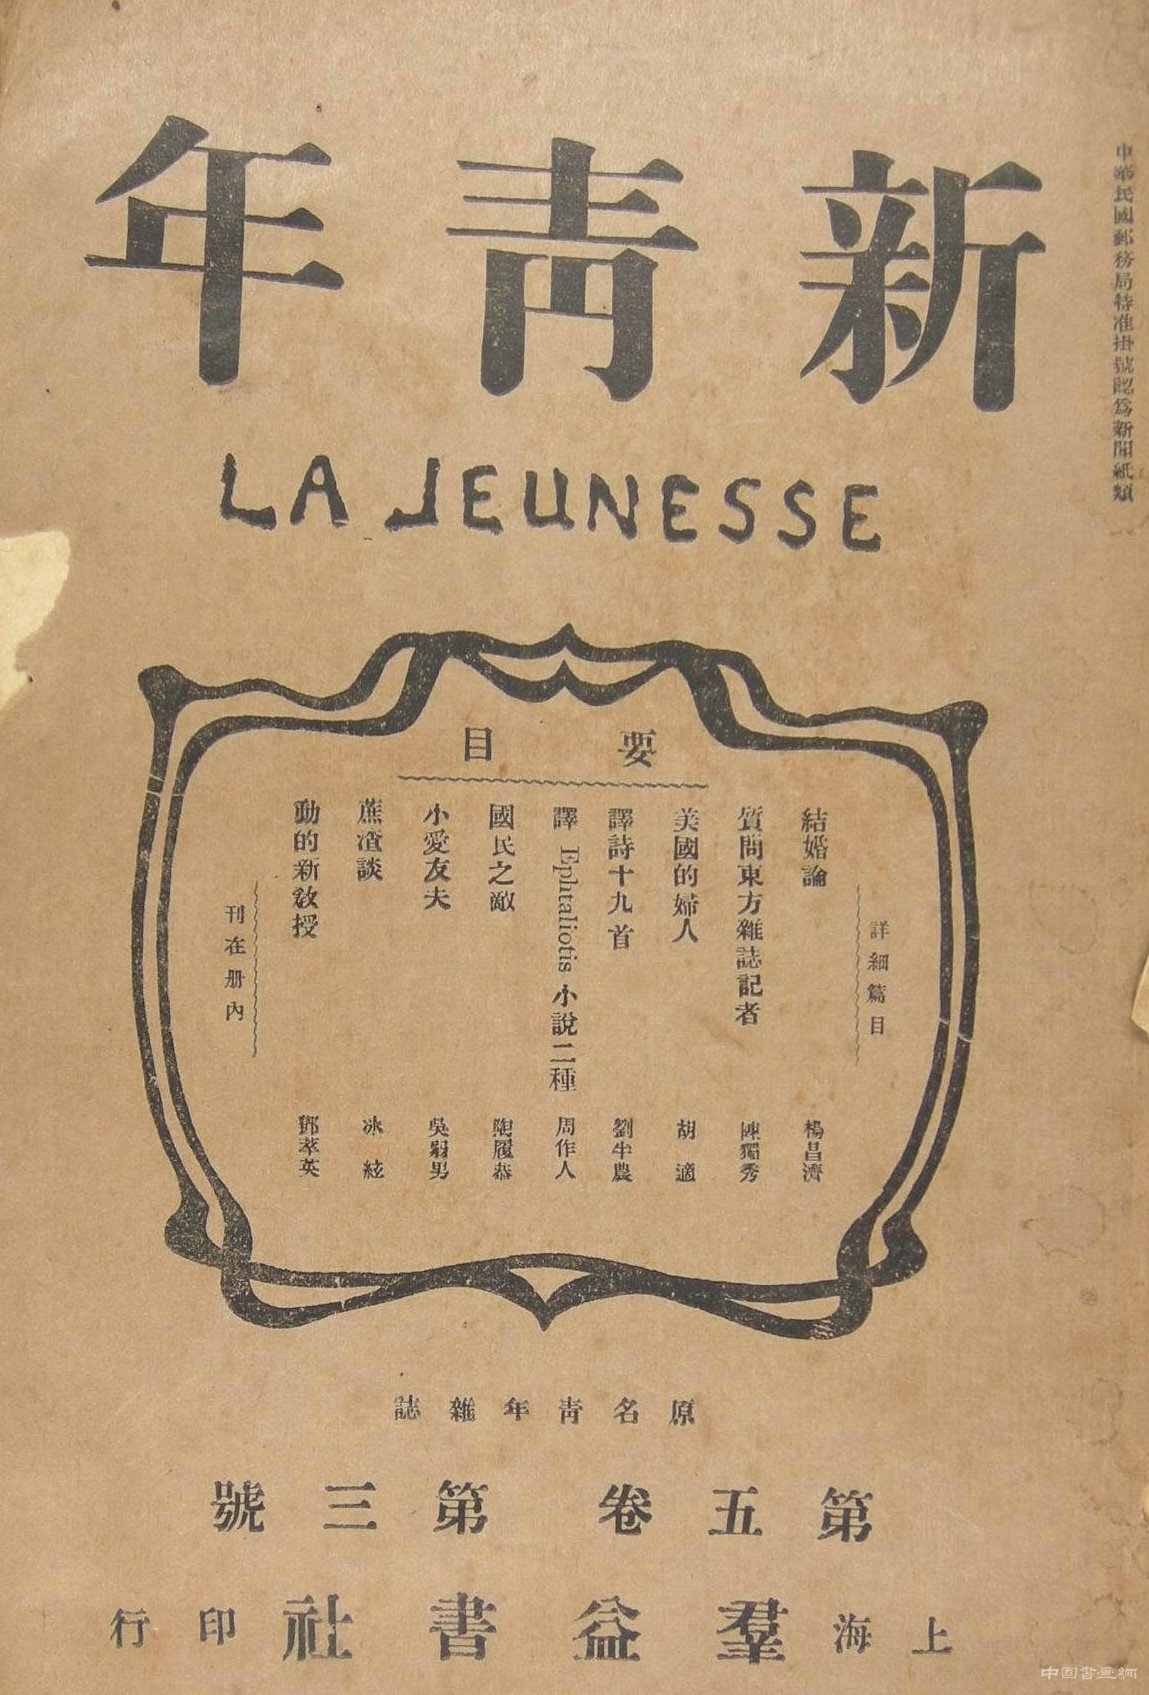 中華民國郵務局特准掛號認爲新聞紙類
新青年
LA JEUNESSE
要目
詳細篇目
結婚論 楊昌濟
質問東方雜誌記者 陳獨秀
美國的婦人 胡適
譯詩十九首 劉半農
譯 Ephtaliotis 小說二種 周作人
國民之敵 陶履恭
小愛友夫 吳弱男
蔗渣談 冰絃
動的新敎授 鄧萃英
刊在册內
原名青年雜誌
第五卷第三號
上海羣益書社印行
中国書画網